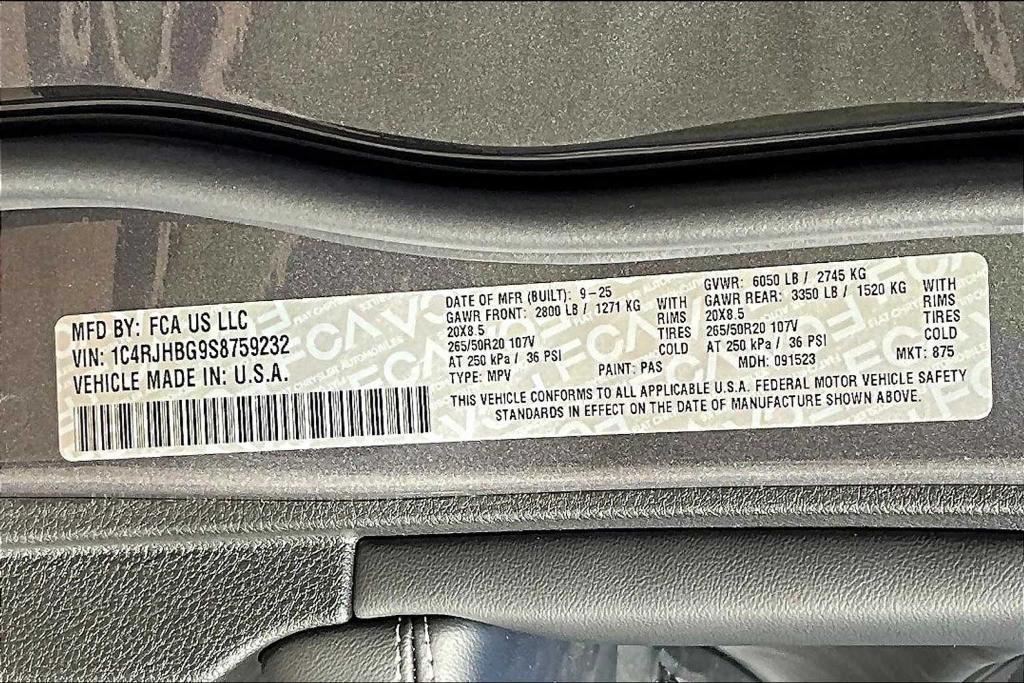 MFD BY: FCA US LLC
VIN: 1C4RJHBG9S8759232
VEHICLE MADE IN: U.S.A.
DATE OF MFR (BUILT): 9-25
GAWR FRONT: 2800 LB / 1271 KG WITH
20X8.5 RIMS
265/50R20 107V TIRES
AT 250 kPa / 36 PSI COLD
TYPE: MPV PAINT: PAS
GVWR: 6050 LB / 2745 KG
GAWR REAR: 3350 LB / 1520 KG WITH
20X8.5 RIMS
265/50R20 107V TIRES
AT 250 kPa / 36 PSI COLD
MDH: 091523 MKT: 875
THIS VEHICLE CONFORMS TO ALL APPLICABLE U.S.A. FEDERAL MOTOR VEHICLE SAFETY
STANDARDS IN EFFECT ON THE DATE OF MANUFACTURE SHOWN ABOVE.